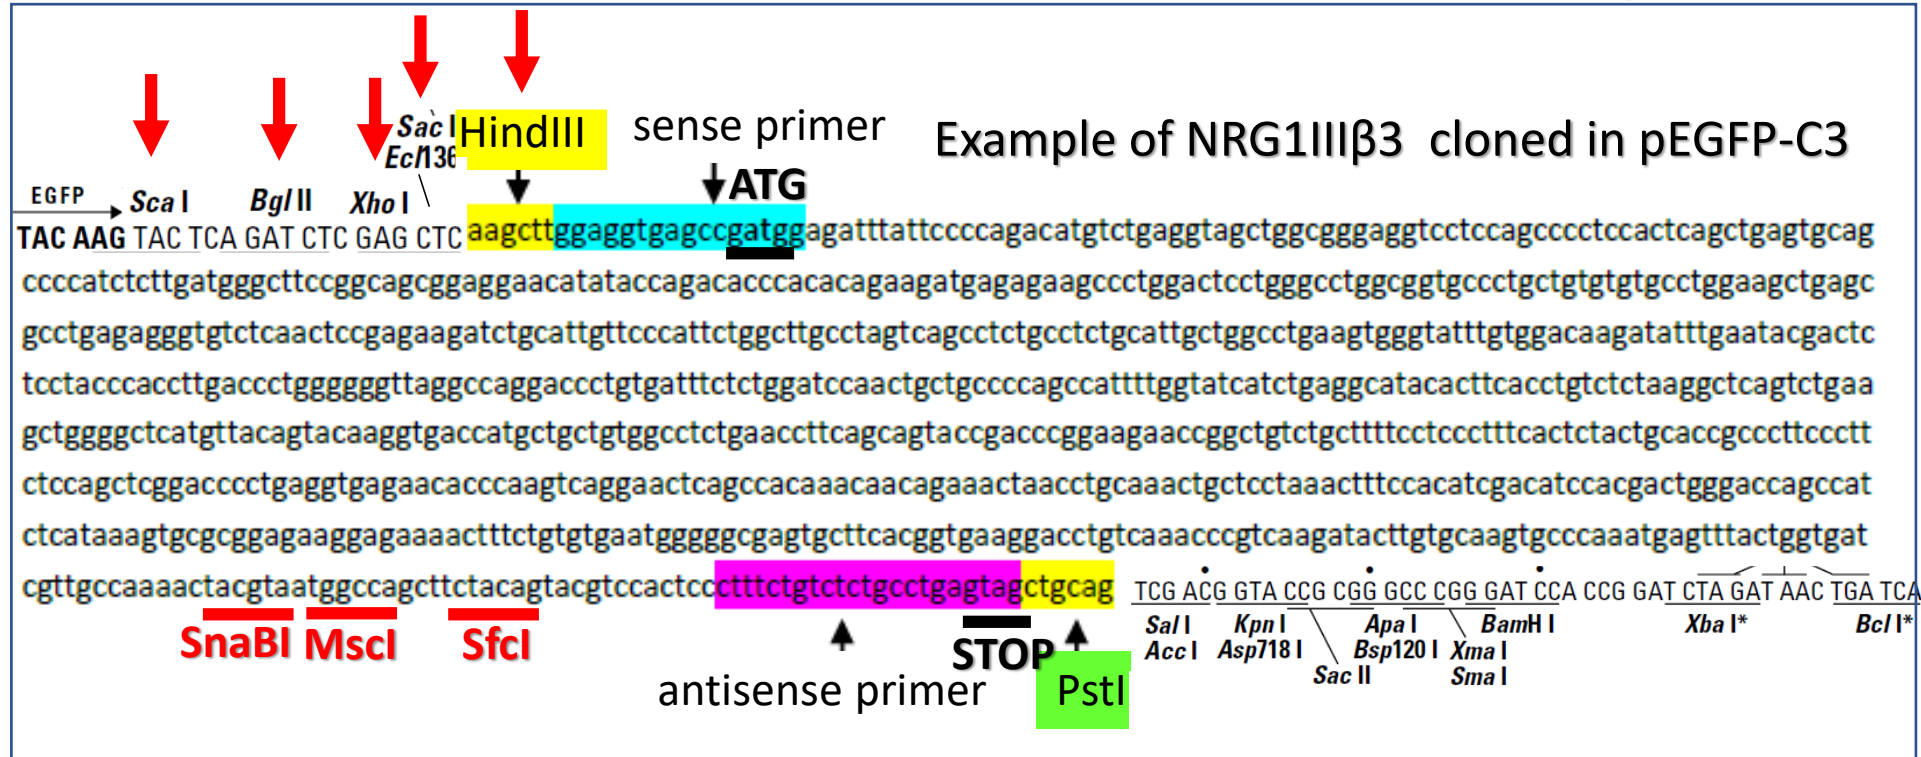 Sac I HindIII sense primer Example of NRG1IIIβ3 cloned in pEGFP-C3
Ecl136
EGFP Sca I Bgl II Xho I ATG
TAC AAG TAC TCA GAT CTC GAG CTC aagcttggaggtgagccgatggagatttattccccagacatgtctgaggtagctggcgggaggtcctccagcccctccactcagctgagtgcag
ccccatctcttgatgggcttccggcagcggaggaacatataccagacacccacacagaagatgagagaagccctggactcctgggcctggcggtgccctgctgtgtgtgcctggaagctgagc
gcctgagagggtgtctcaactccgagaagatctgcattgttcccattctggcttgcctagtcagcctctgcctctgcattgctggcctgaagtgggtatttgtggacaagatatttgaatacgactc
tcctacccaccttgaccctggggggttaggccaggaccctgtgatttctctggatccaactgctgccccagccattttggtatcatctgaggcatacacttcacctgtctctaaggctcagtctgaa
gctggggctcatgttacagtacaaggtgaccatgctgctgtggcctctgaaccttcagcagtaccgacccggaagaaccggctgtctgcttttcctccctttcactctactgcaccgcccttccctt
ctccagctcggacccctgaggtgagaacacccaagtcaggaactcagccacaaacaacagaaactaacctgcaaactgctcctaaactttccacatcgacatccacgactgggaccagccat
ctcataaagtgcgcggagaaggagaaaactttctgtgtgaatgggggcgagtgcttcacggtgaaggacctgtcaaacccgtcaagatacttgtgcaagtgcccaaatgagtttactggtgat
cgttgccaaaactacgtaatggccagcttctacagtacgtccactccctttctgtctctgcctgagtagctgcag TCG ACG GTA CCG CGG GCC CGG GAT CCA CCG GAT CTA GAT AAC TGA TCA
SnaBI MscI SfcI STOP Sal I Kpn I Apa I BamH I Xba I* Bcl I*
Acc I Asp718 I Bsp120 I Xma I
Sac II Sma I
antisense primer PstI